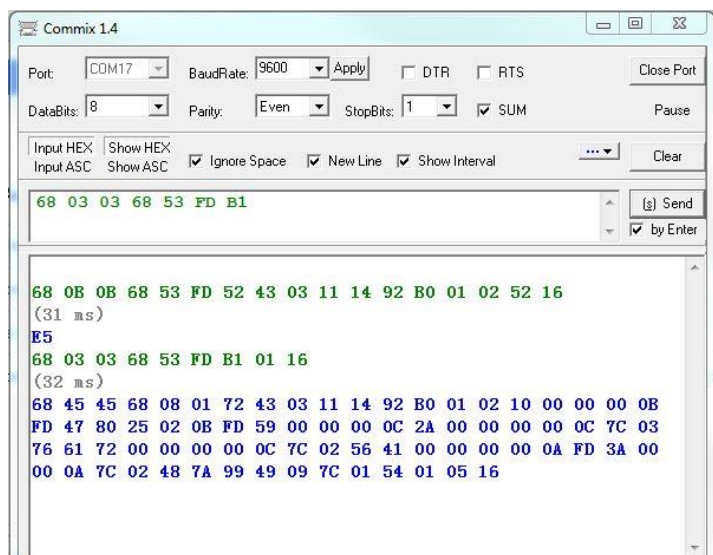 Commix 1.4
Port: COM17 BaudRate: 9600 Apply DTR RTS Close Port
DataBits: 8 Parity: Even StopBits: 1 SUM Pause
Input HEX Show HEX
Input ASC Show ASC Ignore Space New Line Show Interval ... Clear
68 03 03 68 53 FD B1
(s) Send
by Enter
68 0B 0B 68 53 FD 52 43 03 11 14 92 B0 01 02 52 16
(31 ms)
E5
68 03 03 68 53 FD B1 01 16
(32 ms)
68 45 45 68 08 01 72 43 03 11 14 92 B0 01 02 10 00 00 00 0B
FD 47 80 25 02 0B FD 59 00 00 00 0C 2A 00 00 00 00 0C 7C 03
76 61 72 00 00 00 00 0C 7C 02 56 41 00 00 00 00 0A FD 3A 00
00 0A 7C 02 48 7A 99 49 09 7C 01 54 01 05 16